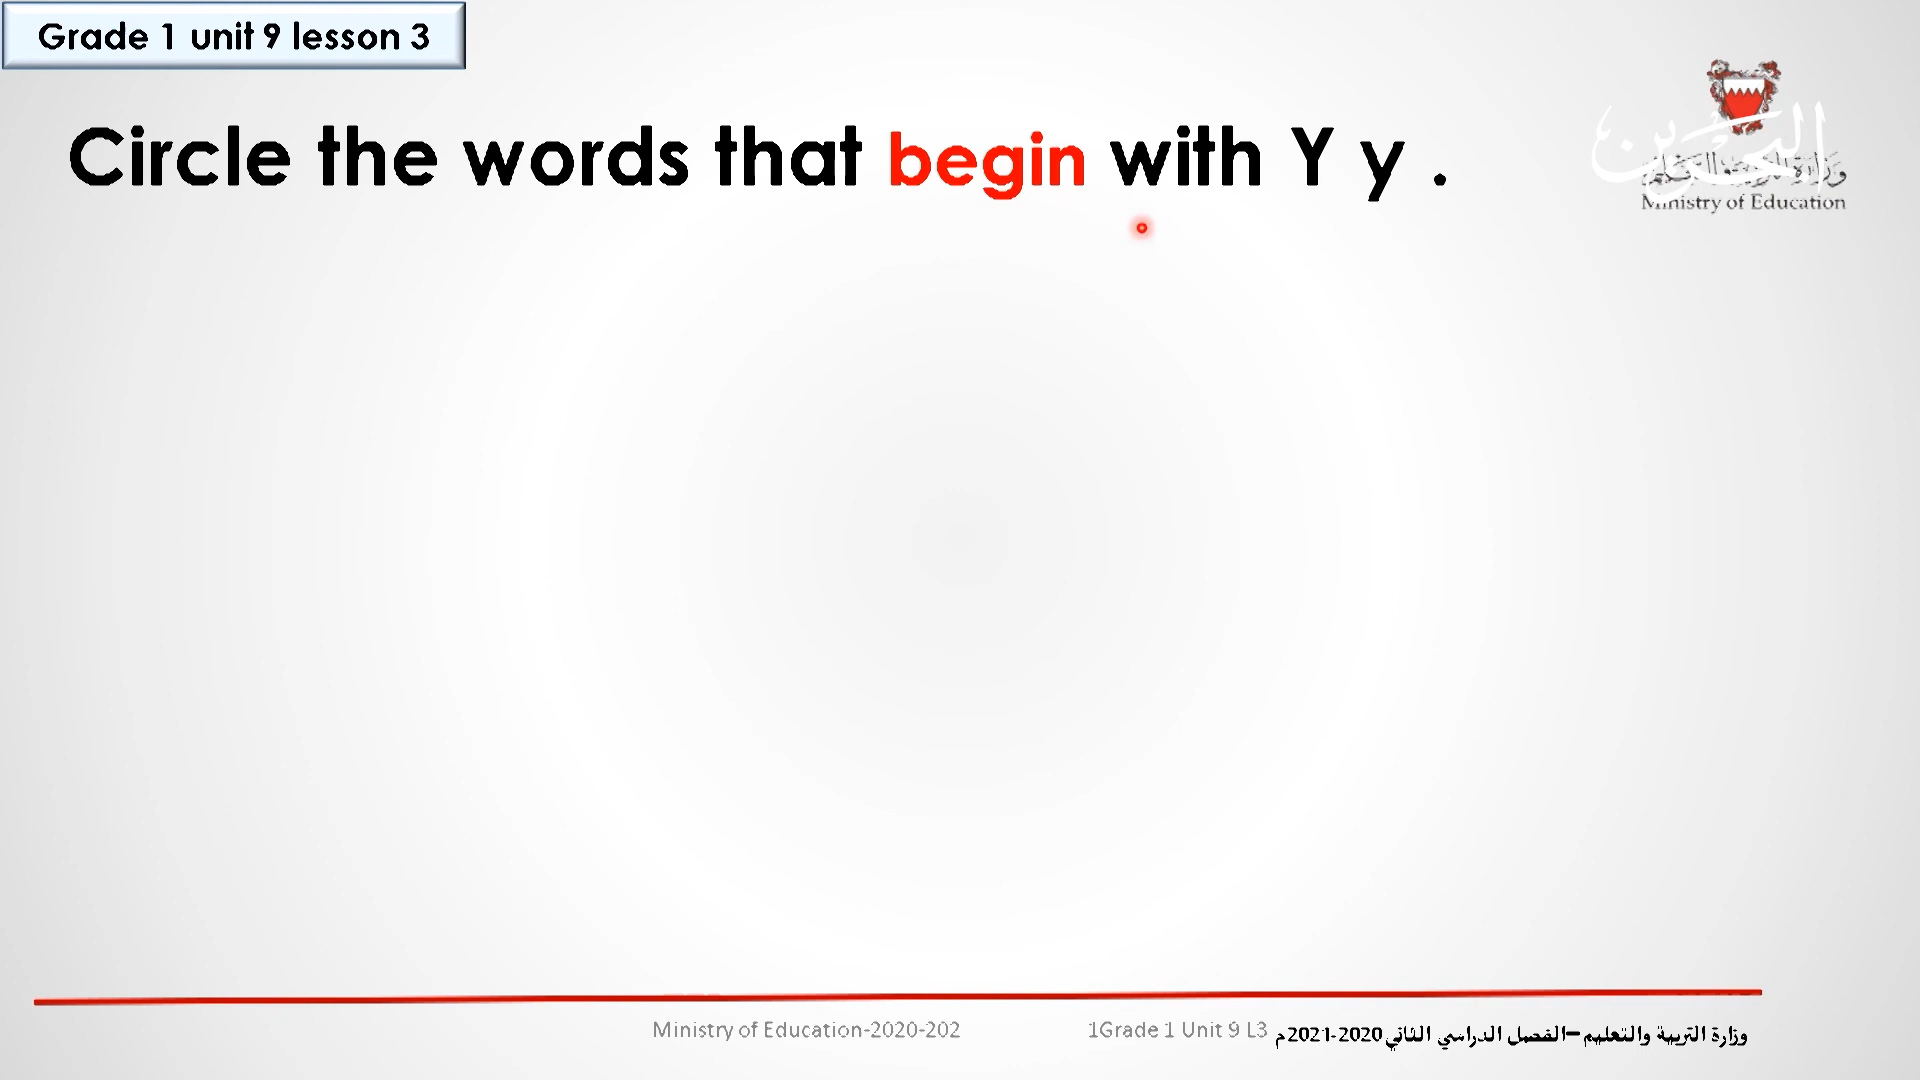 Grade 1 unit 9 lesson 3
Circle the words that begin with Y y .
البحرين
Ministry of Education
Ministry of Education-2020-202
1Grade 1 Unit 9 L3
وزارة التربية والتعليم –الفصل الدراسي الثاني 2020-2021م